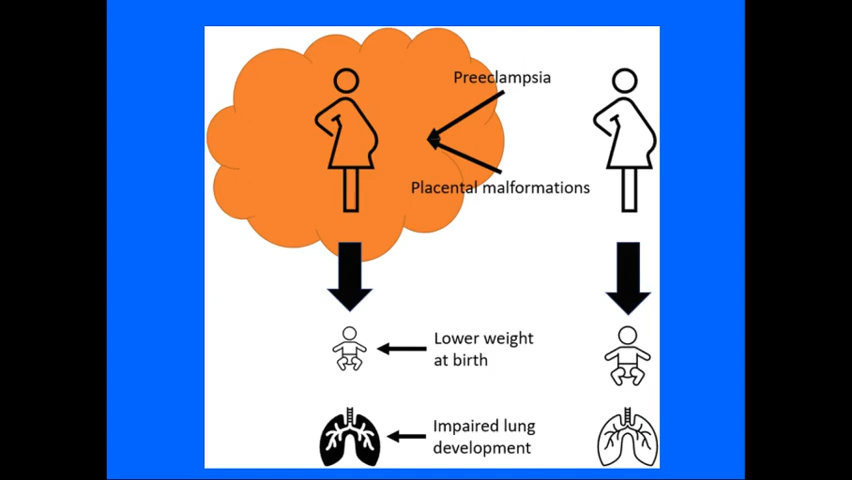 Preeclampsia
Placental malformations
Lower weight
at birth
Impaired lung
development